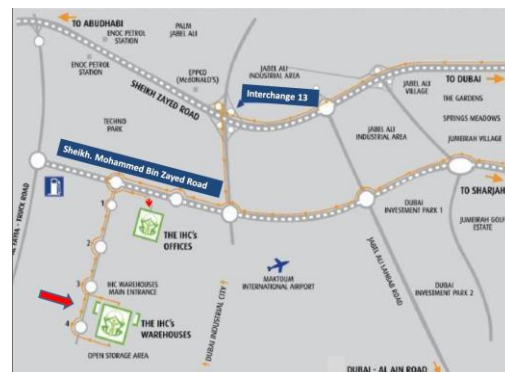 TO ABUDHABI
ENOC PETROL
STATION
PALM
JABEL ALI
ENOC PETROL
STATION
EPPCO
(McDONALD'S)
SHEIKH ZAYED ROAD
JABEL ALI
INDUSTRIAL AREA
Interchange 13
TO DUBAI
JABEL ALI
VILLAGE
THE GARDENS
SPRINGS MEADOWS
JUMEIRAH VILLAGE
TECHNO
PARK
JABEL ALI
INDUSTRIAL AREA
Sheikh. Mohammed Bin Zayed Road
TO SHARJAH
JUMEIRAH GOLF
ESTATE
- TRUCK ROAD
1
THE IHC's
OFFICES
DUBAI
INVESTMENT PARK 1
2
MAKTOUM
INTERNATIONAL AIRPORT
JABEL ALI LAHBAB ROAD
3
IHC WAREHOUSES
MAIN ENTRANCE
DUBAI
INVESTMENT PARK 2
DUBAI INDUSTRIAL CITY
4
THE IHC's
WAREHOUSES
OPEN STORAGE AREA
DUBAI - AL AIN ROAD